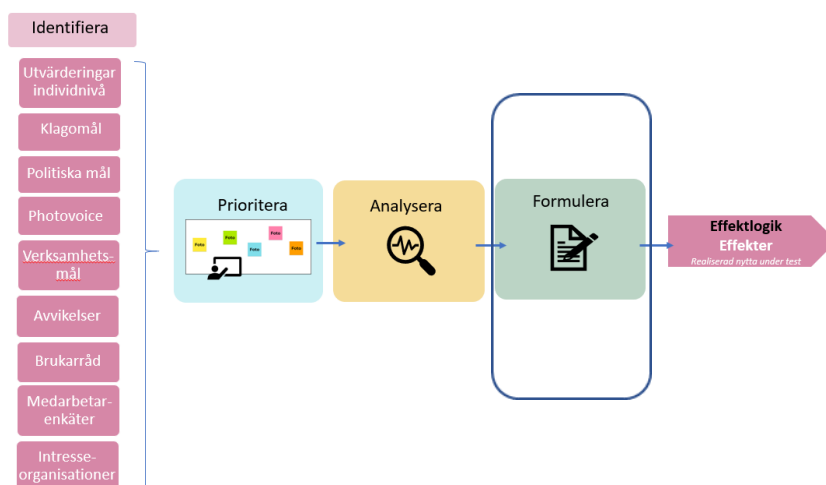 Identifiera
Utvärderingar
individnivå
Klagomål
Politiska mål
Photovoice
Verksamhets-
mål
Avvikelser
Brukarråd
Medarbetar-
enkäter
Intresse-
organisationer
Prioritera
Foto
Foto
Foto
Foto
Foto
Analysera
Formulera
Effektlogik
Effekter
Realiserad nytta under test